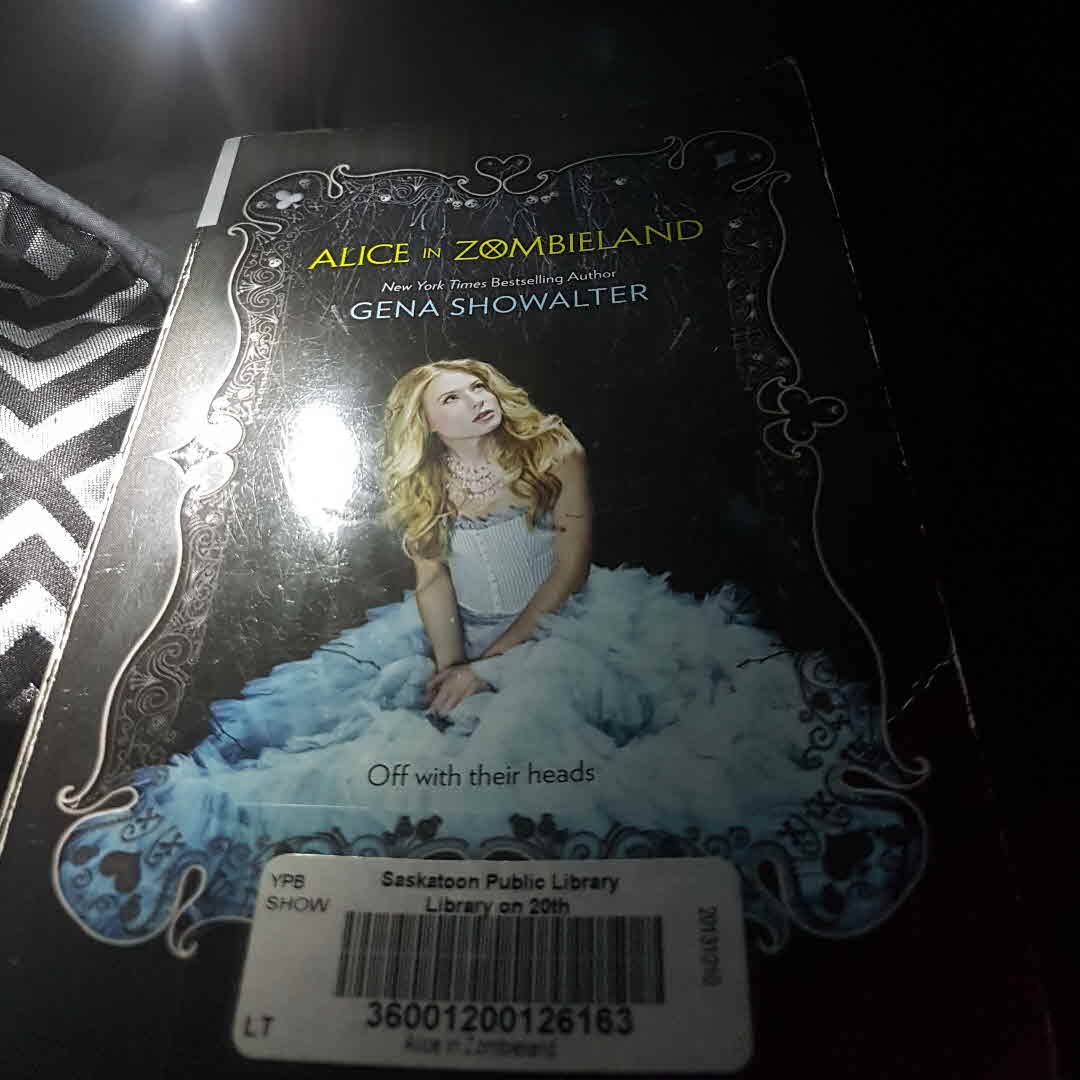 ALICE IN ZOMBIELAND
New York Times Bestselling Author
GENA SHOWALTER
Off with their heads
YPB
SHOW
Saskatoon Public Library
Library on 20th
36001200126163
LT
Alice in Zombieland